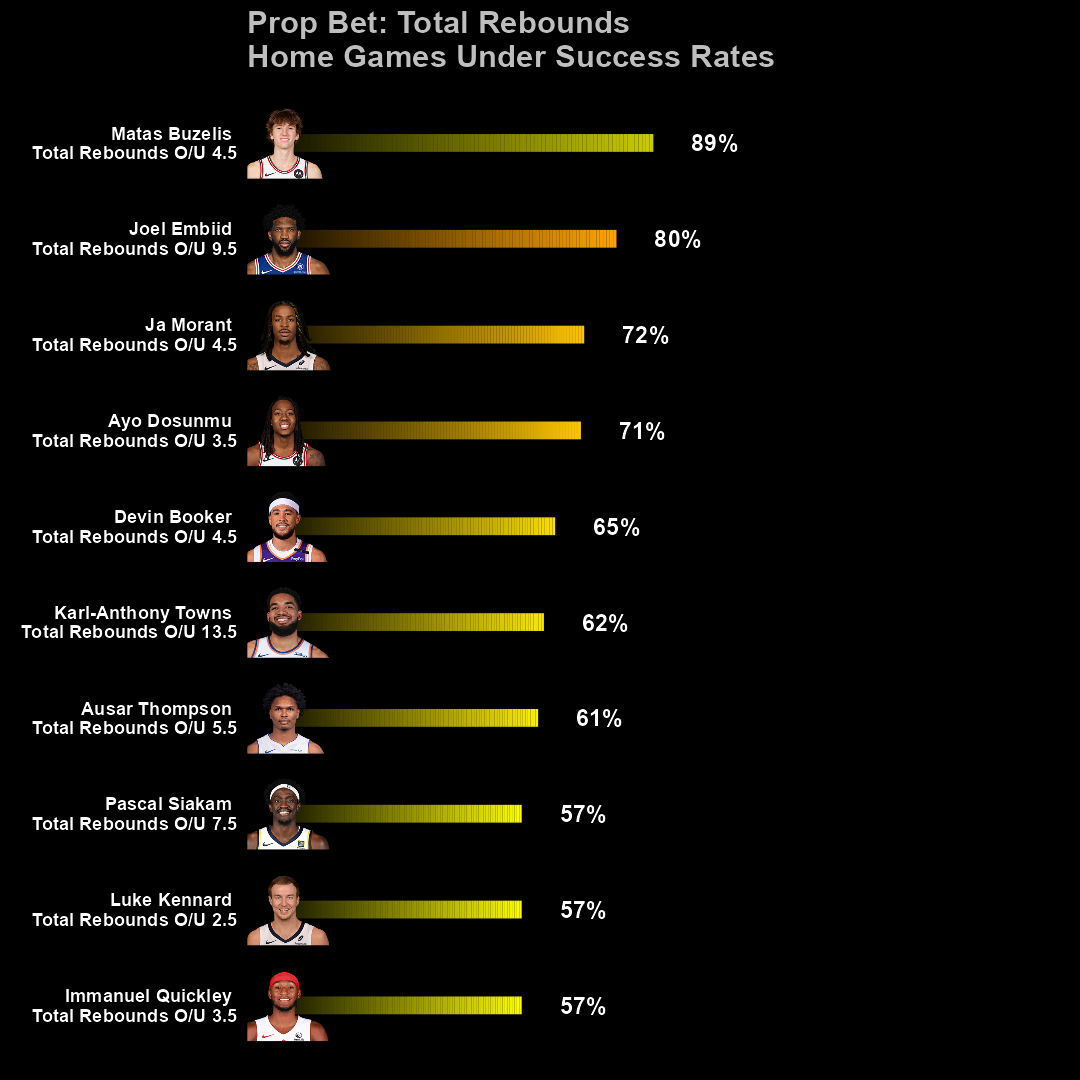 Prop Bet: Total Rebounds
Home Games Under Success Rates
Matas Buzelis
Total Rebounds O/U 4.5
89%
Joel Embiid
Total Rebounds O/U 9.5
80%
Ja Morant
Total Rebounds O/U 4.5
72%
Ayo Dosunmu
Total Rebounds O/U 3.5
71%
Devin Booker
Total Rebounds O/U 4.5
65%
Karl-Anthony Towns
Total Rebounds O/U 13.5
62%
Ausar Thompson
Total Rebounds O/U 5.5
61%
Pascal Siakam
Total Rebounds O/U 7.5
57%
Luke Kennard
Total Rebounds O/U 2.5
57%
Immanuel Quickley
Total Rebounds O/U 3.5
57%